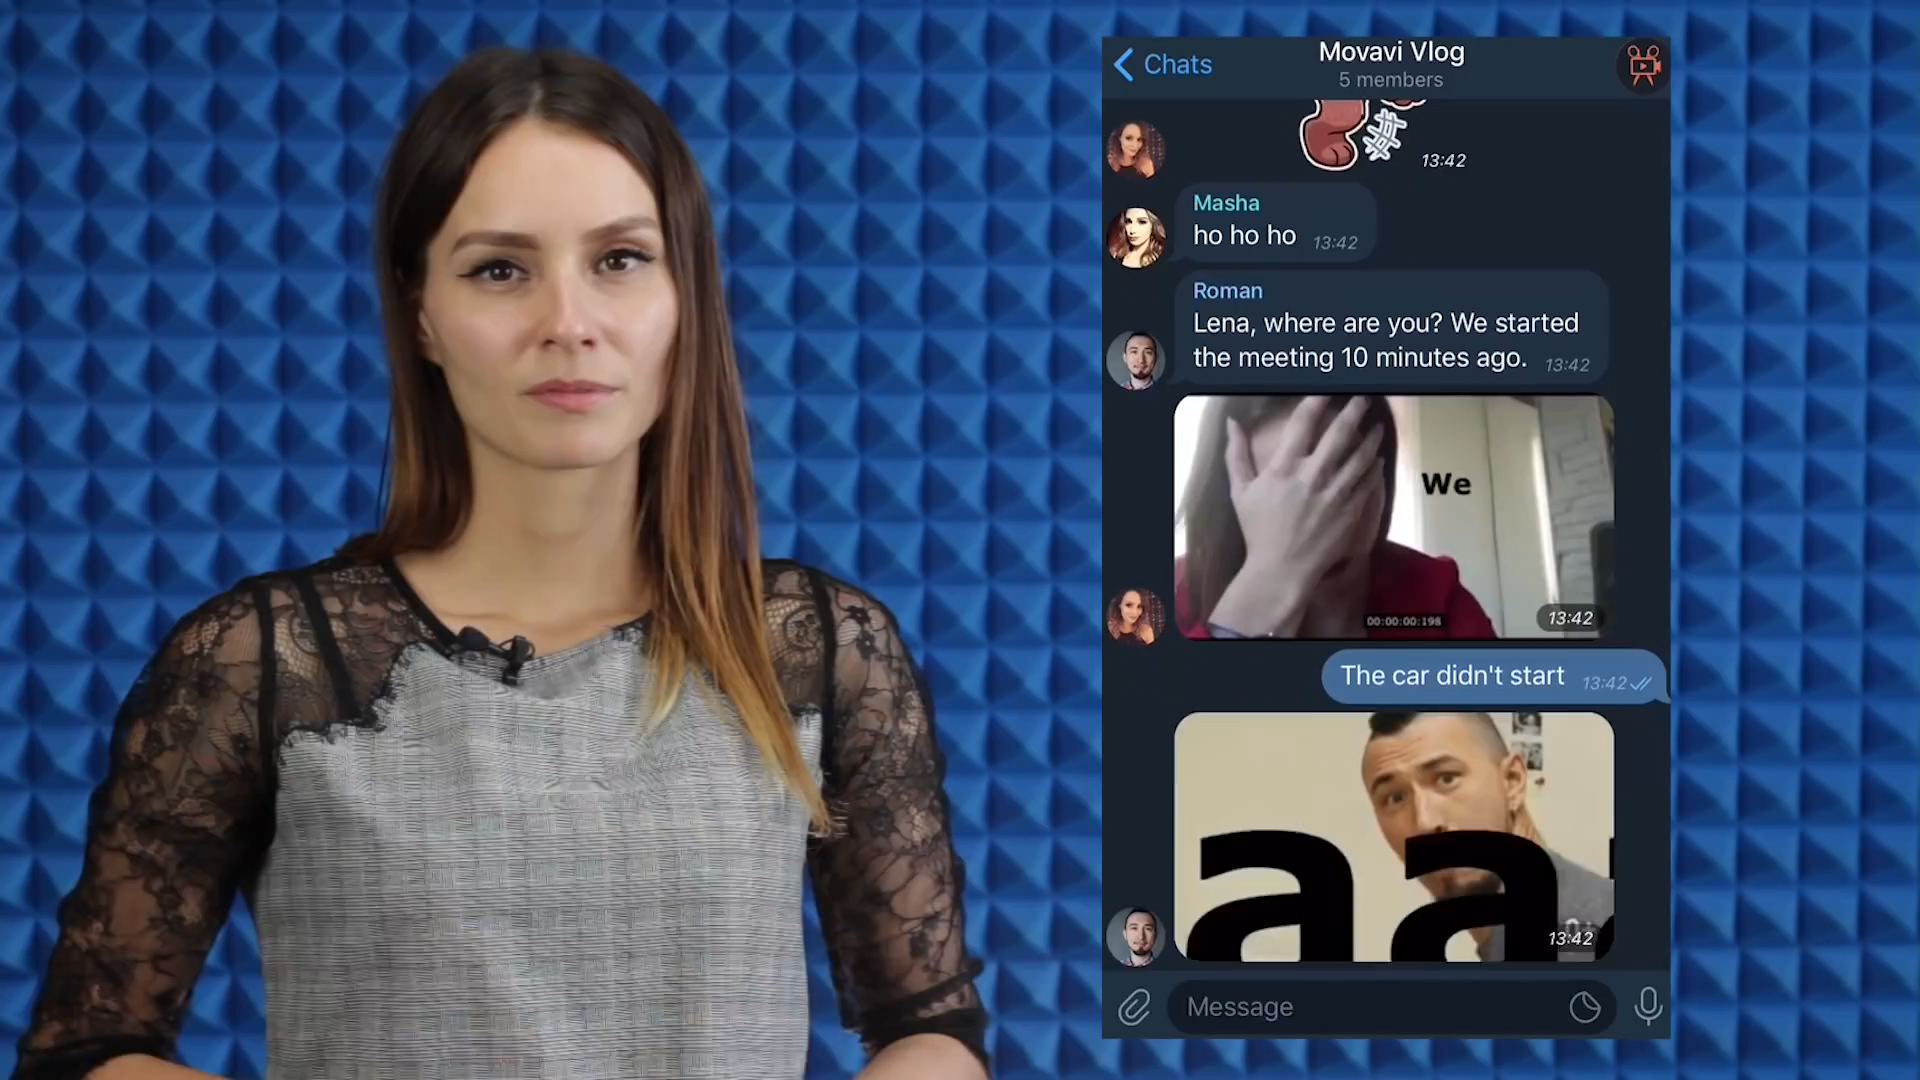 Chats
Movavi Vlog
5 members
13:42
Masha
ho ho ho 13:42
Roman
Lena, where are you? We started
the meeting 10 minutes ago. 13:42
We
00:00:00:198
13:42
The car didn't start 13:42
aa
13:42
Message